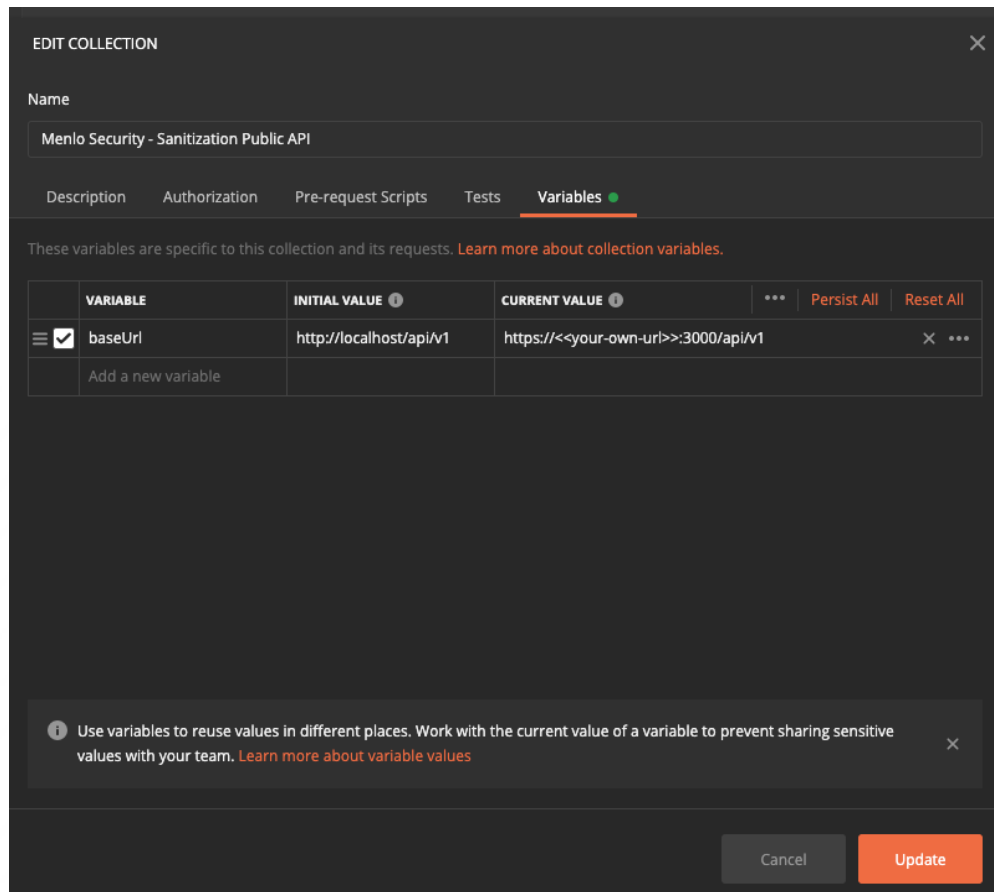 EDIT COLLECTION
Name
Menlo Security - Sanitization Public API
Description Authorization Pre-request Scripts Tests Variables
These variables are specific to this collection and its requests. Learn more about collection variables.
VARIABLE INITIAL VALUE CURRENT VALUE Persist All Reset All
baseUrl http://localhost/api/v1 https://<<your-own-url>>:3000/api/v1
Add a new variable
Use variables to reuse values in different places. Work with the current value of a variable to prevent sharing sensitive
values with your team. Learn more about variable values
Cancel Update